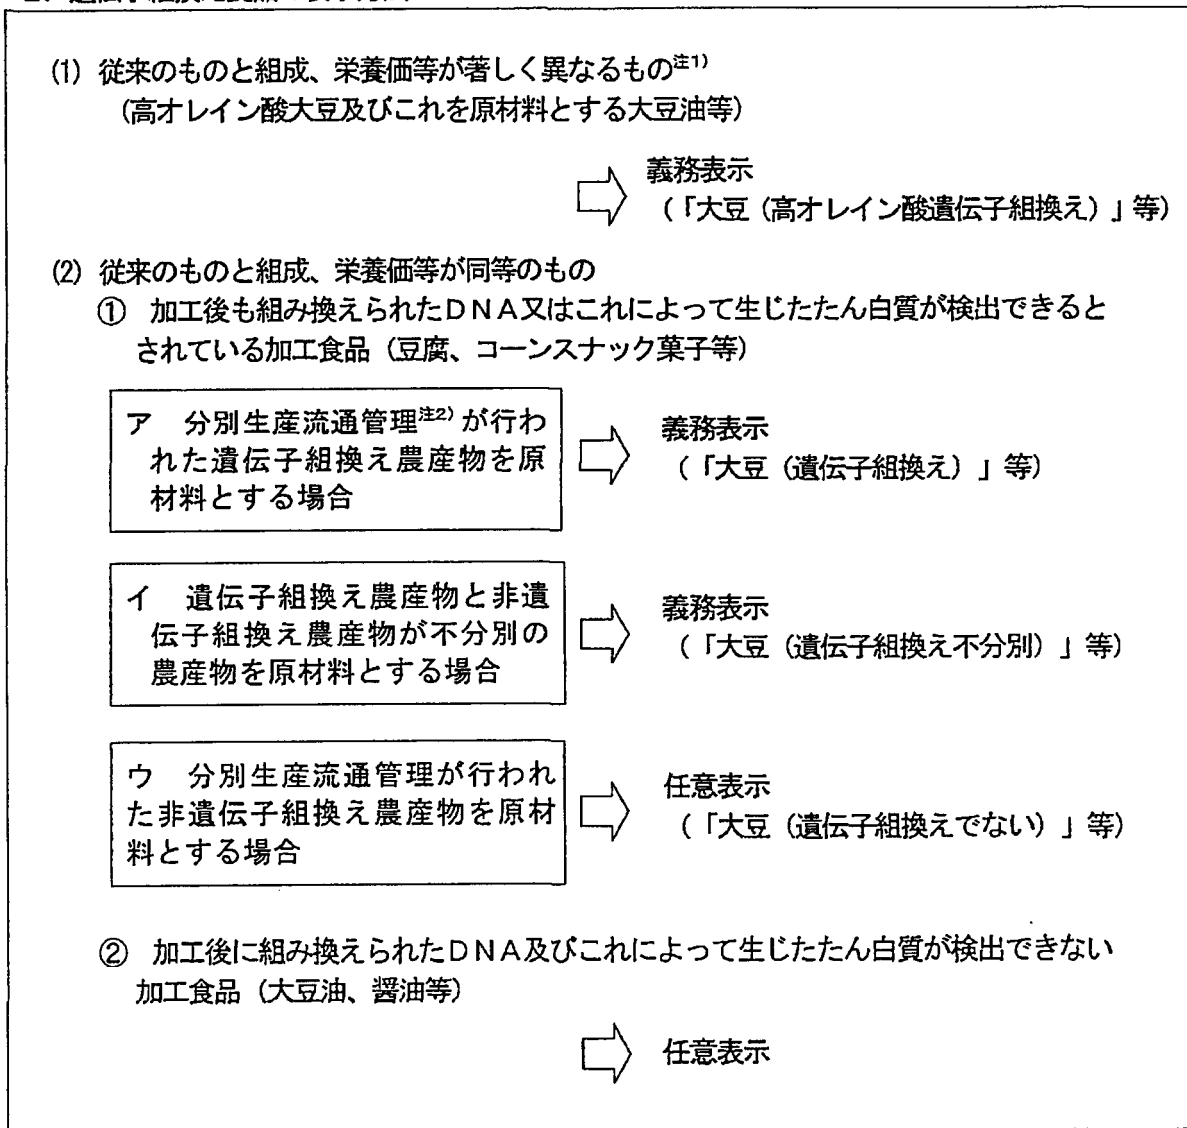 (1) 従来のものと組成、栄養価等が著しく異なるもの注1)
(高オレイン酸大豆及びこれを原材料とする大豆油等)
義務表示
(「大豆(高オレイン酸遺伝子組換え)」等)
(2) 従来のものと組成、栄養価等が同等のもの
① 加工後も組み換えられたDNA又はこれによって生じたたん白質が検出できると
されている加工食品(豆腐、コーンスナック菓子等)
ア 分別生産流通管理注2)が行わ
れた遺伝子組換え農産物を原
材料とする場合
義務表示
(「大豆(遺伝子組換え)」等)
イ 遺伝子組換え農産物と非遺
伝子組換え農産物が不分別の
農産物を原材料とする場合
義務表示
(「大豆(遺伝子組換え不分別)」等)
ウ 分別生産流通管理が行われ
た非遺伝子組換え農産物を原材
料とする場合
任意表示
(「大豆(遺伝子組換えでない)」等)
② 加工後に組み換えられたDNA及びこれによって生じたたん白質が検出できない
加工食品(大豆油、醤油等)
任意表示